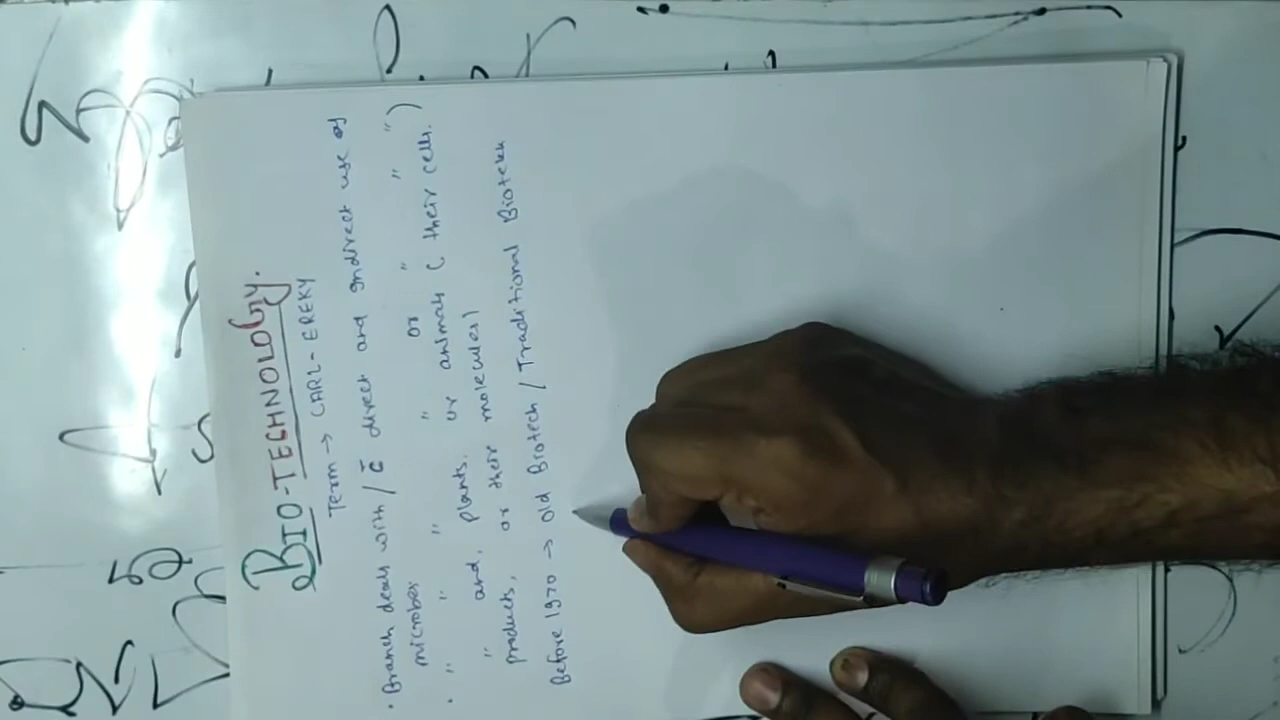 BIO-TECHNOLOGY.
Term → CARL-EREKY
· Branch deals with / c̄ direct and indirect use of
microbes
· " " " " " or " " " )
" and, plants. or animals ( their cells.
products, or their molecules)
Before 1970 → Old Biotech / Traditional Biotech